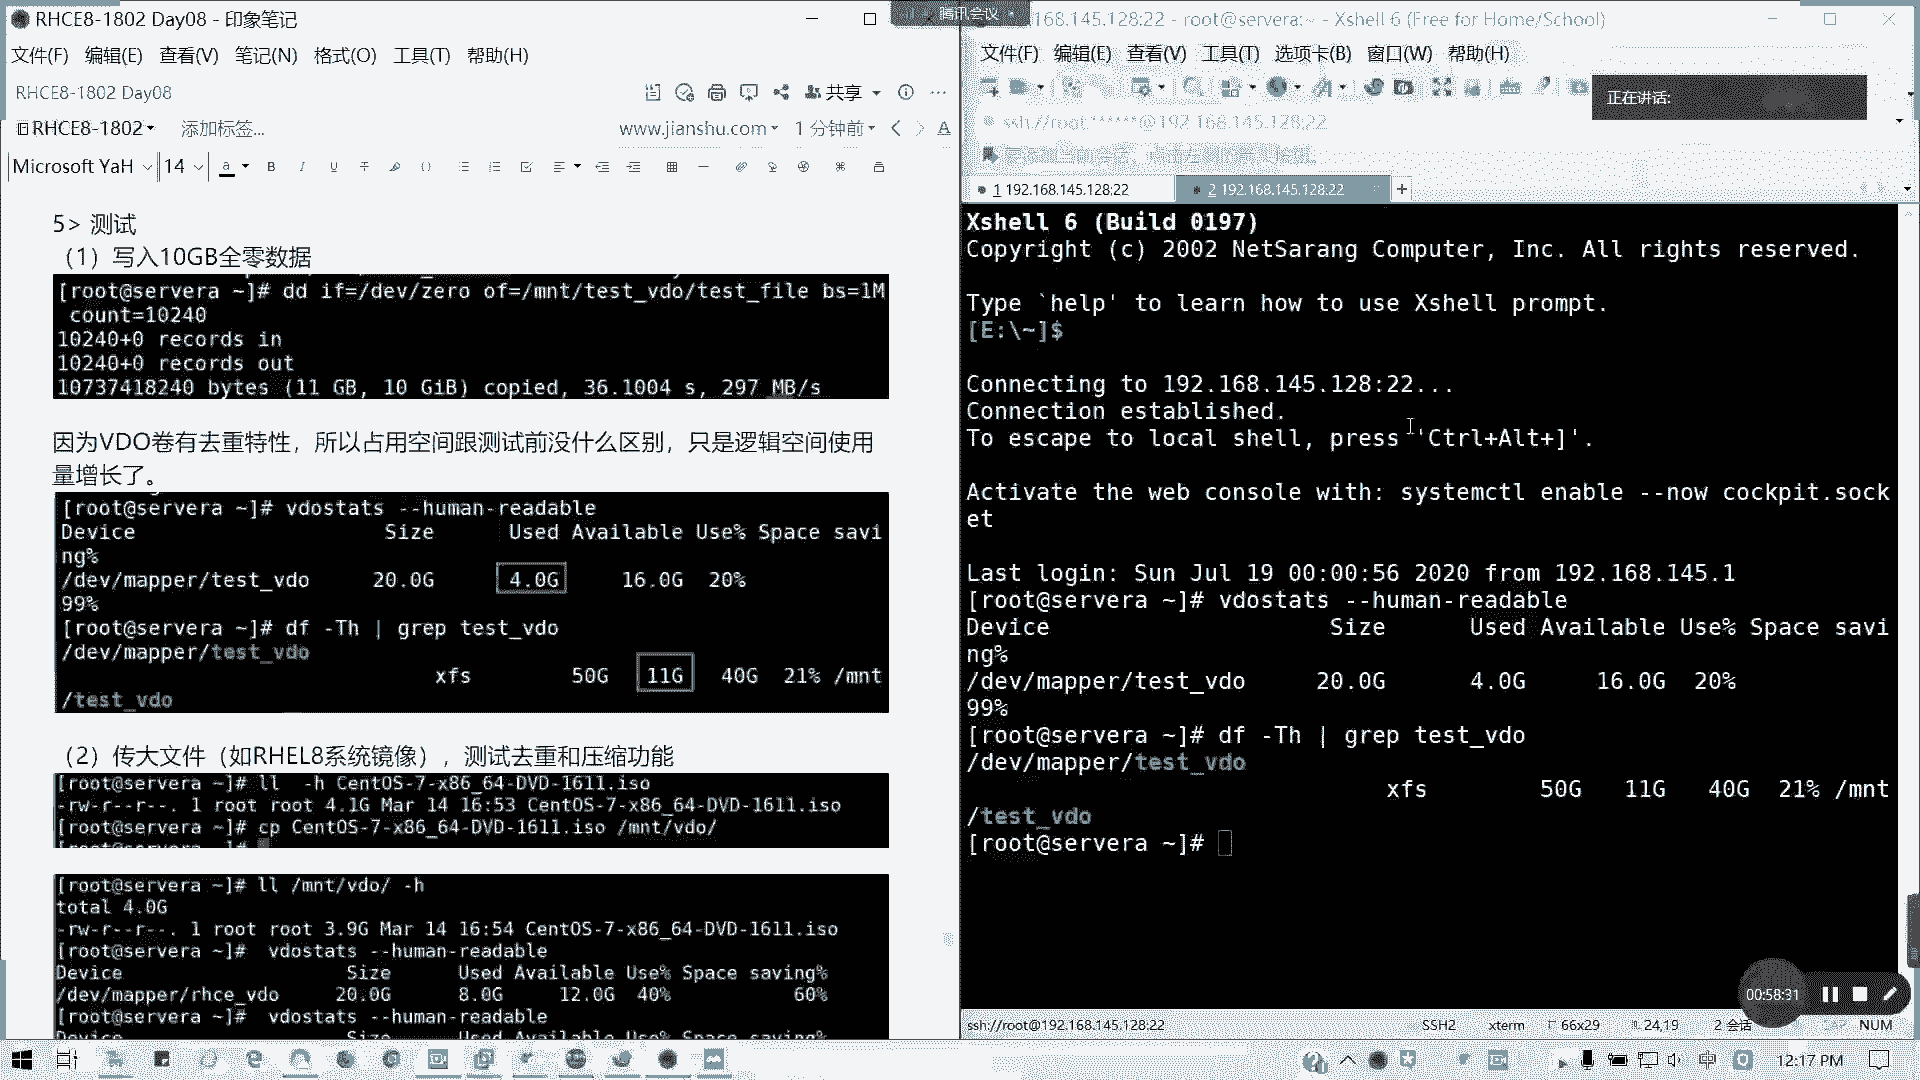 RHCE8-1802 Day08 - 印象笔记
文件(F) 编辑(E) 查看(V) 笔记(N) 格式(O) 工具(T) 帮助(H)
RHCE8-1802 Day08
共享
RHCE8-1802
添加标签...
www.jianshu.com
1 分钟前
Microsoft YaH 14
5> 测试
（1）写入10GB全零数据
[root@servera ~]# dd if=/dev/zero of=/mnt/test_vdo/test_file bs=1M
count=10240
10240+0 records in
10240+0 records out
10737418240 bytes (11 GB, 10 GiB) copied, 36.1004 s, 297 MB/s
因为VDO卷有去重特性，所以占用空间跟测试前没什么区别，只是逻辑空间使用
量增长了。
[root@servera ~]# vdostats --human-readable
Device Size Used Available Use% Space savi
ng%
/dev/mapper/test_vdo 20.0G 4.0G 16.0G 20%
99%
[root@servera ~]# df -Th | grep test_vdo
/dev/mapper/test_vdo
xfs 50G 11G 40G 21% /mnt
/test_vdo
（2）传大文件（如RHEL8系统镜像），测试去重和压缩功能
[root@servera ~]# ll -h CentOS-7-x86_64-DVD-1611.iso
-rw-r--r--. 1 root root 4.1G Mar 14 16:53 CentOS-7-x86_64-DVD-1611.iso
[root@servera ~]# cp CentOS-7-x86_64-DVD-1611.iso /mnt/vdo/
[root@servera ~]# ll /mnt/vdo/ -h
total 4.0G
-rw-r--r--. 1 root root 3.9G Mar 14 16:54 CentOS-7-x86_64-DVD-1611.iso
[root@servera ~]# vdostats --human-readable
Device Size Used Available Use% Space saving%
/dev/mapper/rhce_vdo 20.0G 8.0G 12.0G 40% 60%
[root@servera ~]# vdostats --human-readable
腾讯会议
168.145.128:22 - root@servera:~ - Xshell 6 (Free for Home/School)
文件(F) 编辑(E) 查看(V) 工具(T) 选项卡(B) 窗口(W) 帮助(H)
正在讲话:
ssh://root:******@192.168.145.128:22
1 192.168.145.128:22
2 192.168.145.128:22
Xshell 6 (Build 0197)
Copyright (c) 2002 NetSarang Computer, Inc. All rights reserved.
Type `help' to learn how to use Xshell prompt.
[E:\~]$
Connecting to 192.168.145.128:22...
Connection established.
To escape to local shell, press 'Ctrl+Alt+]'.
Activate the web console with: systemctl enable --now cockpit.sock
et
Last login: Sun Jul 19 00:00:56 2020 from 192.168.145.1
[root@servera ~]# vdostats --human-readable
Device Size Used Available Use% Space savi
ng%
/dev/mapper/test_vdo 20.0G 4.0G 16.0G 20%
99%
[root@servera ~]# df -Th | grep test_vdo
/dev/mapper/test_vdo
xfs 50G 11G 40G 21% /mnt
/test_vdo
[root@servera ~]#
00:58:31
ssh://root@192.168.145.128:22 SSH2 xterm 66x29 24,19 2 会话 CAP NUM
中
12:17 PM